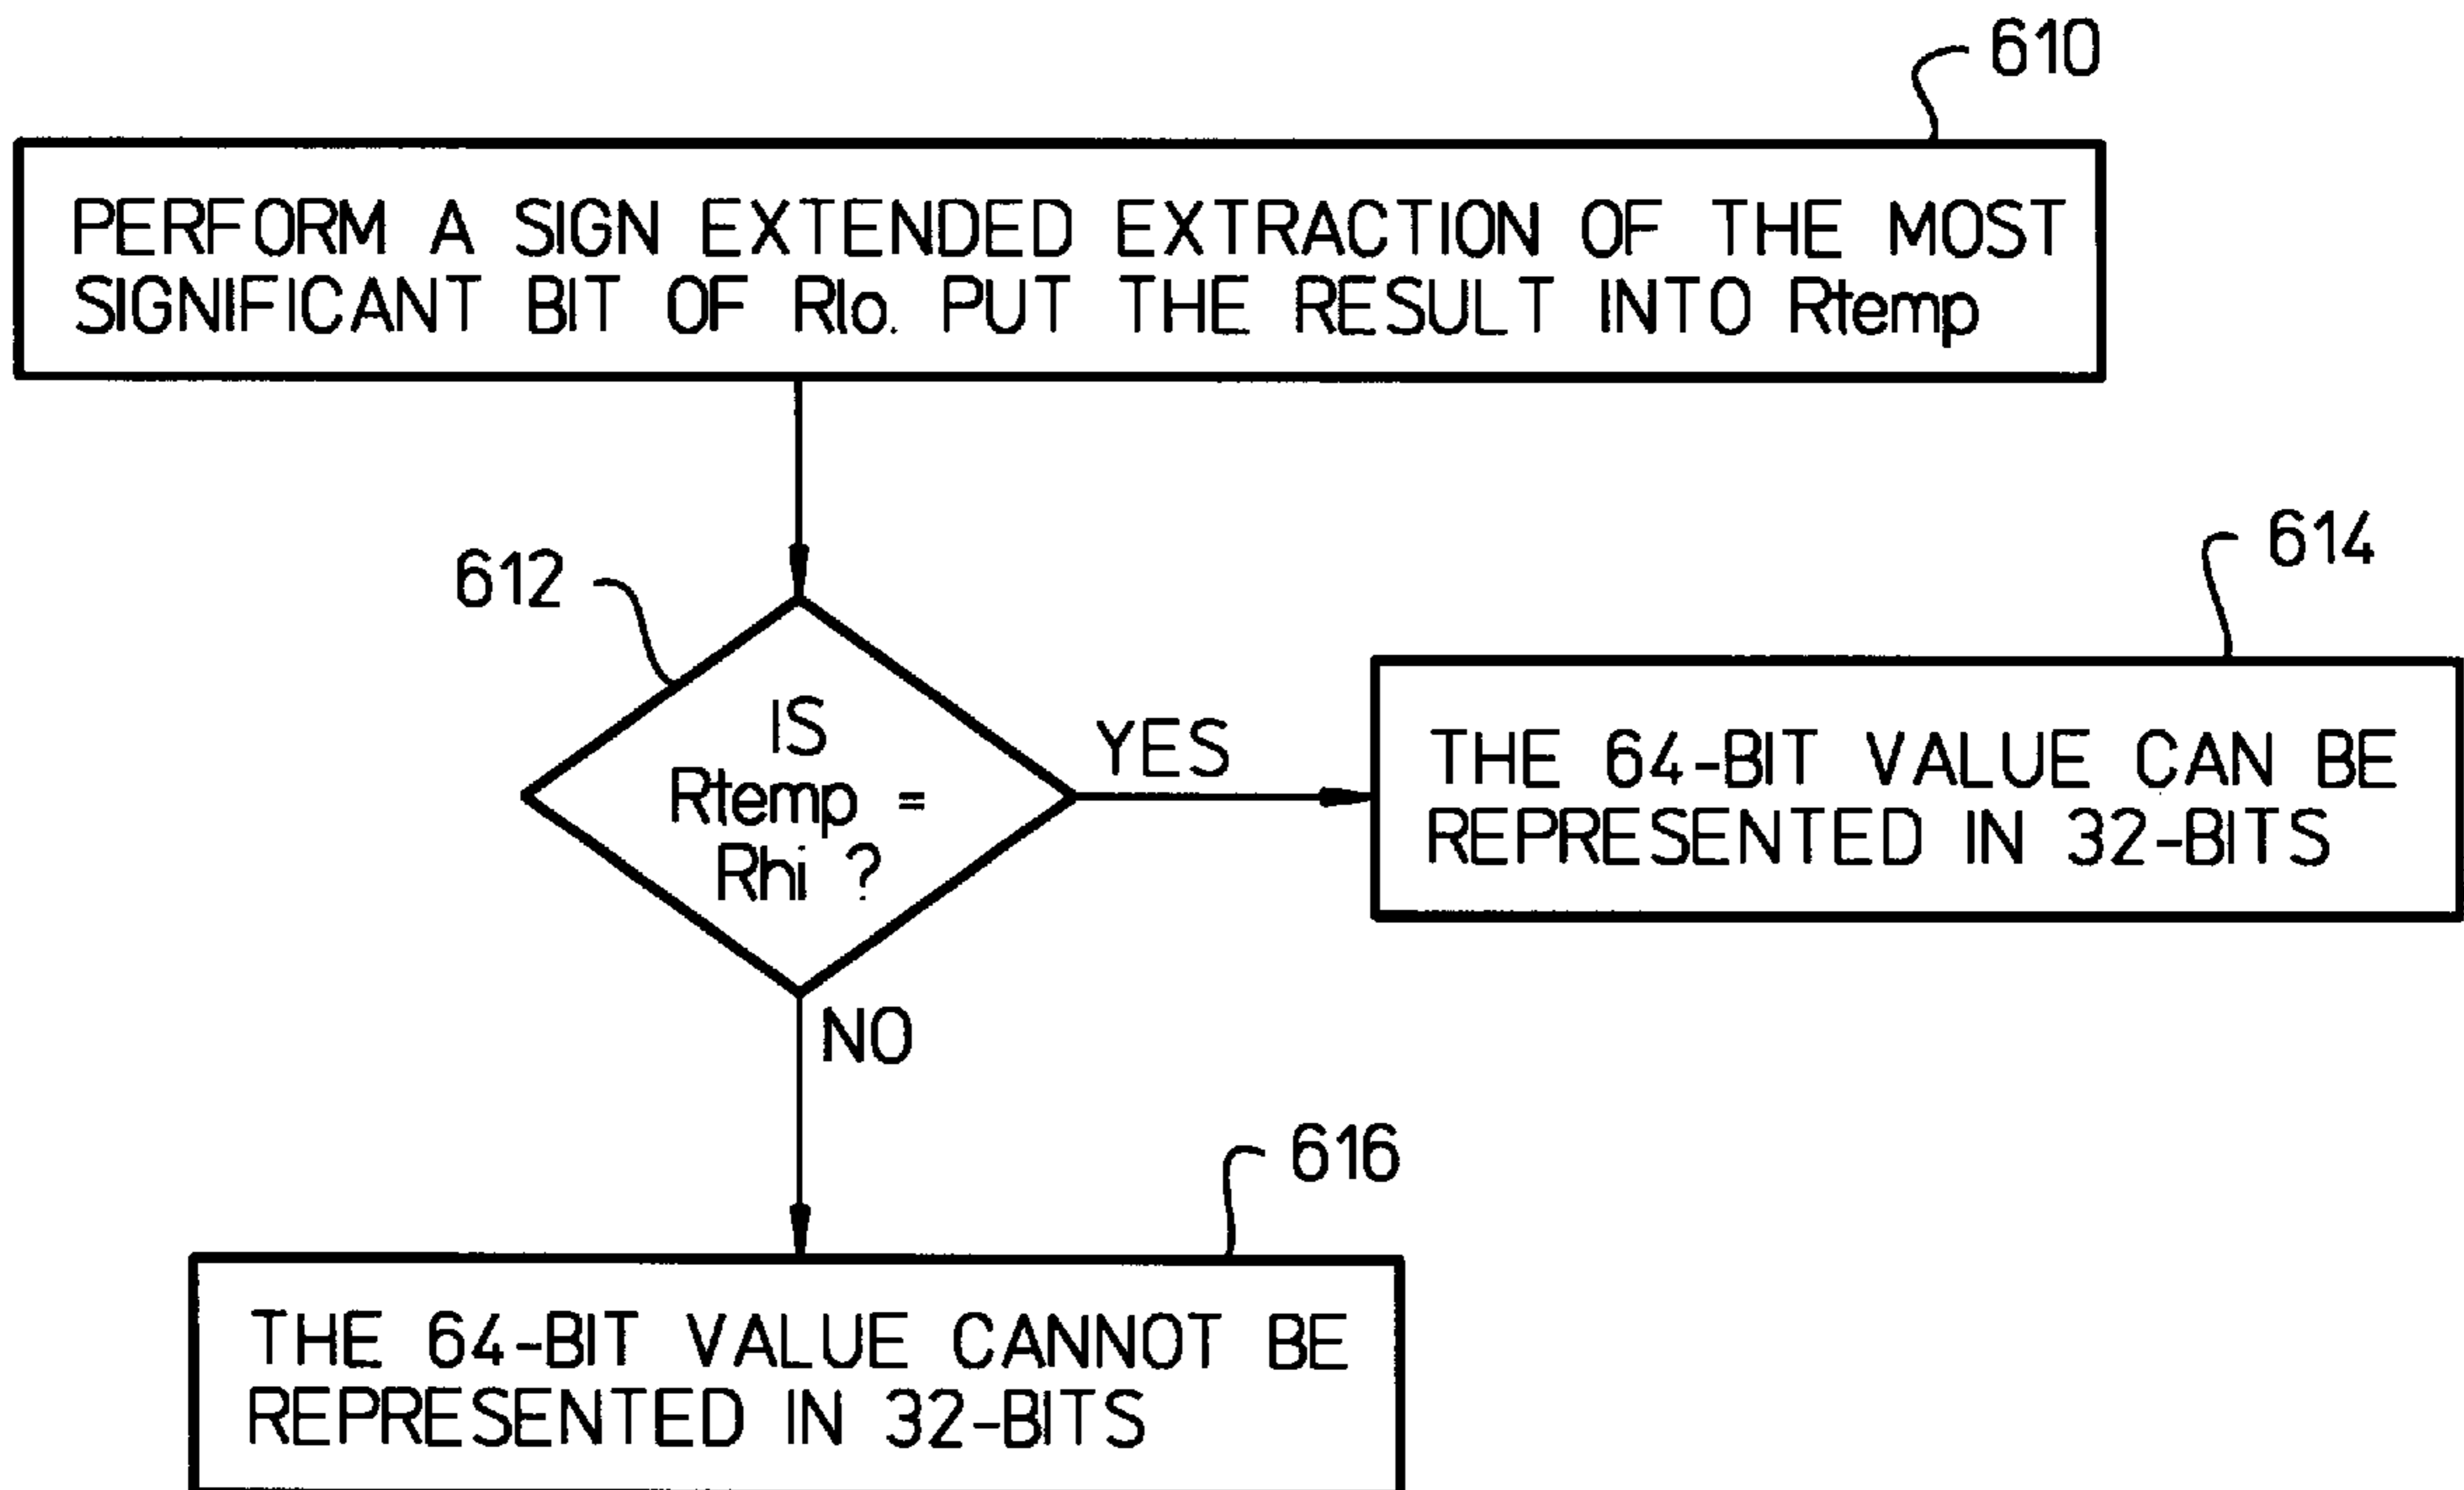 610
PERFORM A SIGN EXTENDED EXTRACTION OF THE MOST
SIGNIFICANT BIT OF Rlo. PUT THE RESULT INTO Rtemp
612
IS
Rtemp =
Rhi ?
YES
614
THE 64-BIT VALUE CAN BE
REPRESENTED IN 32-BITS
NO
616
THE 64-BIT VALUE CANNOT BE
REPRESENTED IN 32-BITS